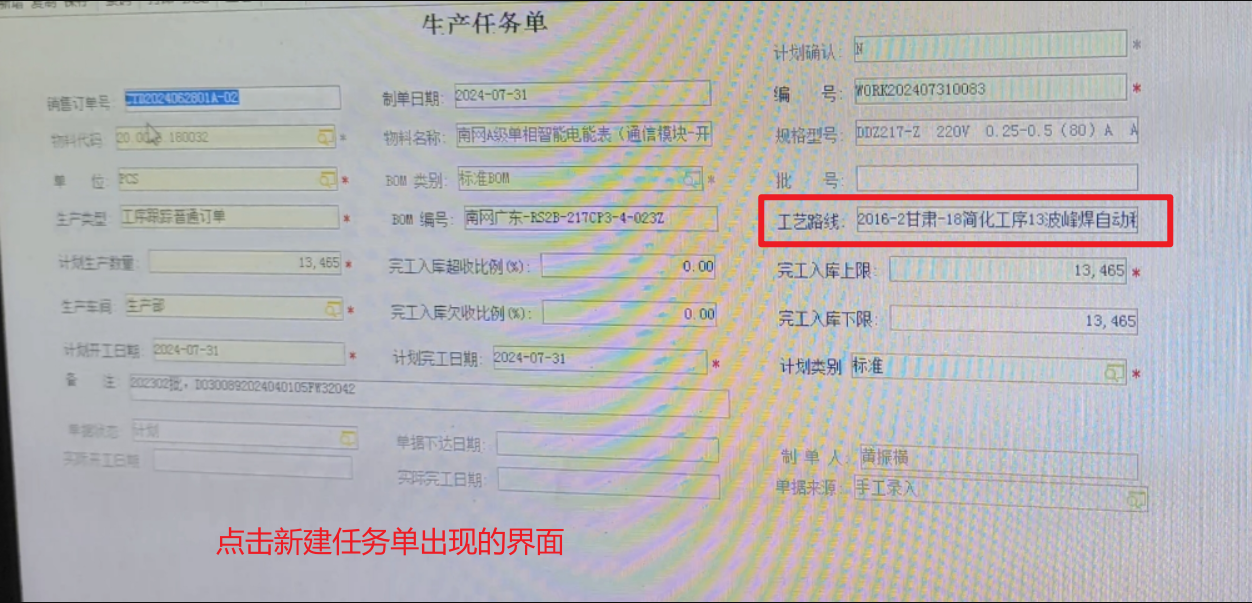 生产任务单
计划确认: N *
销售订单号: 制单日期: 2024-07-31 编 号: WORK202407310083 *
物料代码 180032 * 物料名称: 南网A级单相智能电能表（通信模块-开 规格型号: DDZ217-Z 220V 0.25-0.5（80）A A
单 位: PCS * BOM 类别: 标准BOM * 批 号:
生产类型: 工序跟踪普通订单 * BOM 编号: 南网广东-RS2B-217CP3-4-023Z 工艺路线: 2016-2甘肃-18简化工序13波峰焊自动
计划生产数量: 13,465 * 完工入库超收比例(%): 0.00 完工入库上限: 13,465 *
生产车间: 生产部 * 完工入库欠收比例(%): 0.00 完工入库下限: 13,465
计划开工日期: 2024-07-31 * 计划完工日期: 2024-07-31 * 计划类别 标准 *
备 注: 202302批，
单据状态: 计划 单据下达日期: 制 单 人: 黄振横
实际开工日期 实际完工日期: 单据来源: 手工录入
点击新建任务单出现的界面